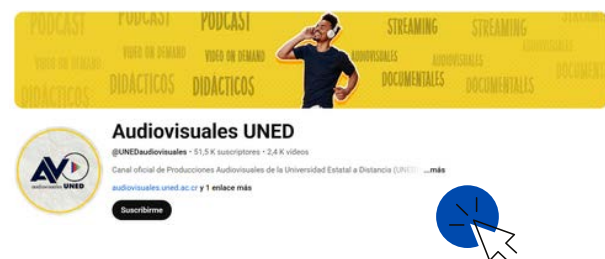 PODCAST PODCAST PODCAST STREAMING STREAMING STREAMING
VIDEO ON DEMAND VIDEO ON DEMAND AUDIOVISUALES AUDIOVISUALES
DIDÁCTICOS DIDÁCTICOS DIDÁCTICOS DOCUMENTALES DOCUMENTALES
Audiovisuales UNED
@UNEDaudiovisuales • 51,5 K suscriptores • 2,4 K videos
Canal oficial de Producciones Audiovisuales de la Universidad Estatal a Distancia (UNED) ...más
audiovisuales.uned.ac.cr y 1 enlace más
Suscribirme
AV
audiovisuales UNED